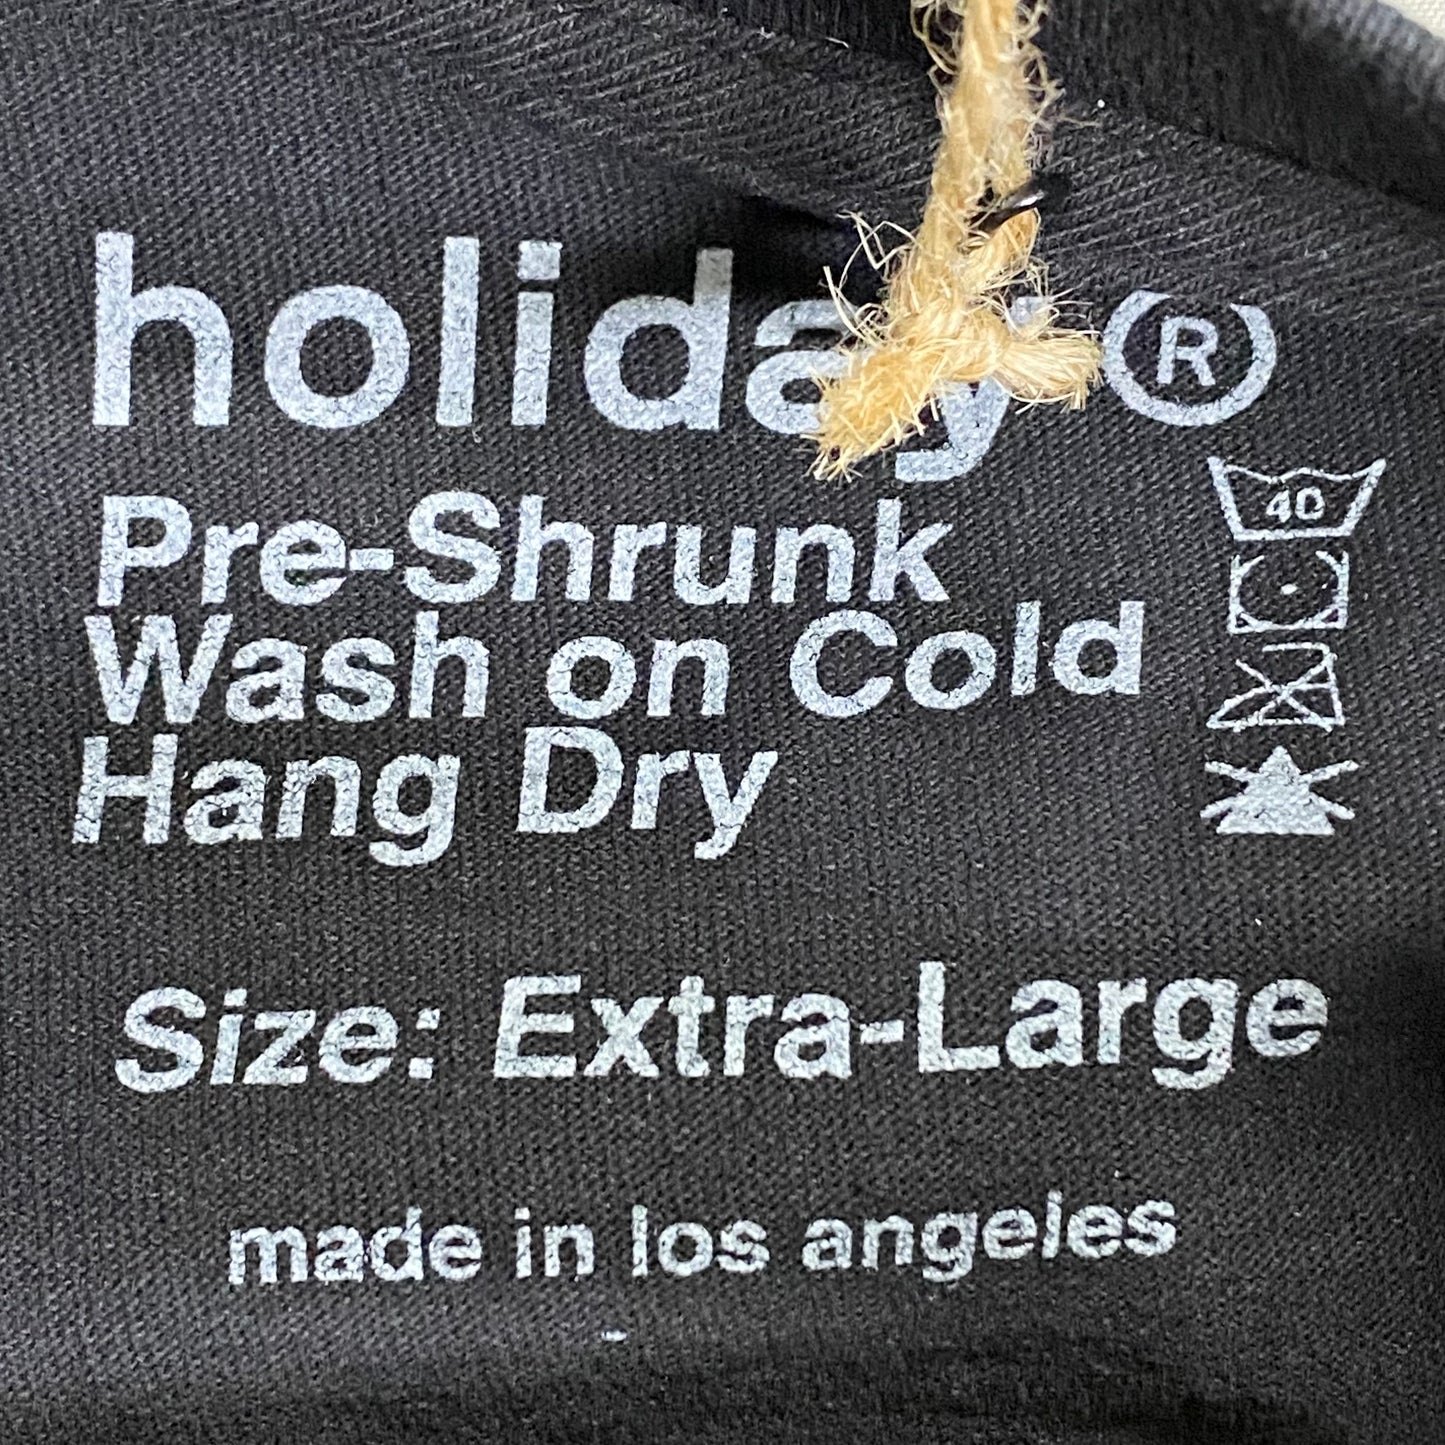 holiday®
Pre-Shrunk
Wash on Cold
Hang Dry
40
Size: Extra-Large
made in los angeles